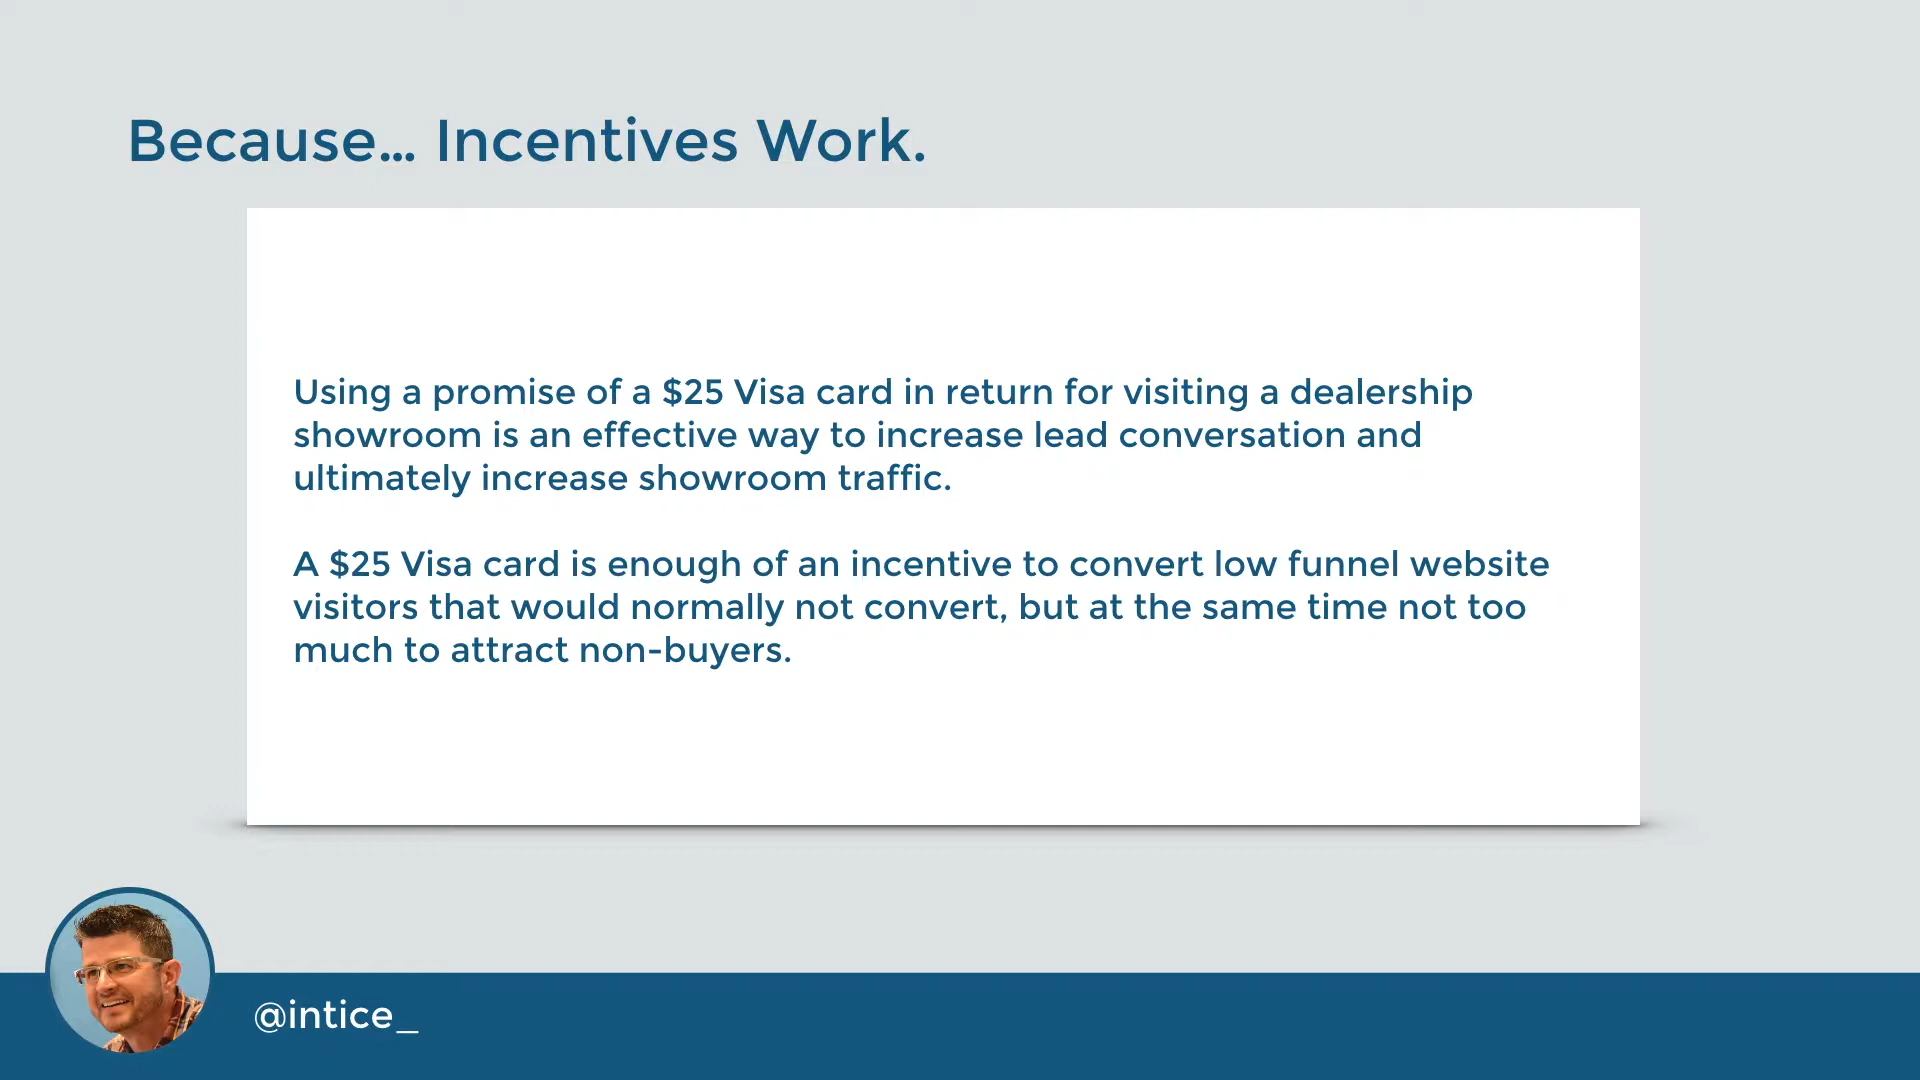 Because... Incentives Work.
Using a promise of a $25 Visa card in return for visiting a dealership
showroom is an effective way to increase lead conversation and
ultimately increase showroom traffic.
A $25 Visa card is enough of an incentive to convert low funnel website
visitors that would normally not convert, but at the same time not too
much to attract non-buyers.
@intice_